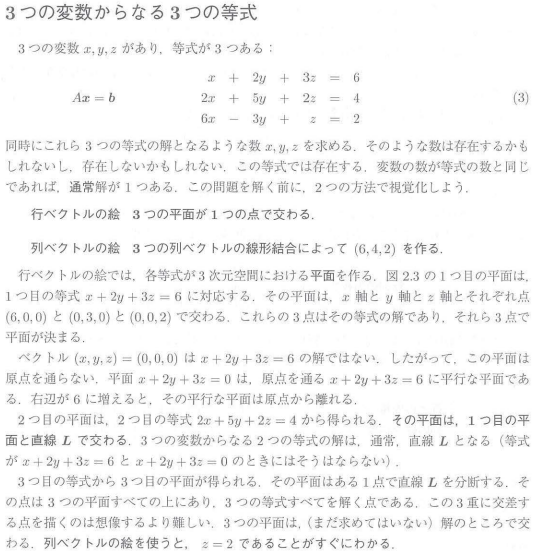 3つの変数からなる3つの等式
3つの変数 x, y, z があり，等式が 3 つある：
x + 2y + 3z = 6
Ax = b 2x + 5y + 2z = 4 (3)
6x − 3y + z = 2
同時にこれら 3 つの等式の解となるような数 x, y, z を求める．そのような数は存在するかも
しれないし，存在しないかもしれない．この等式では存在する．変数の数が等式の数と同じ
であれば，通常解が 1 つある．この問題を解く前に，2 つの方法で視覚化しよう．
行ベクトルの絵 3 つの平面が 1 つの点で交わる．
列ベクトルの絵 3 つの列ベクトルの線形結合によって (6, 4, 2) を作る．
行ベクトルの絵では，各等式が 3 次元空間における平面を作る．図 2.3 の 1 つ目の平面は，
1 つ目の等式 x + 2y + 3z = 6 に対応する．その平面は，x 軸と y 軸と z 軸とそれぞれ点
(6, 0, 0) と (0, 3, 0) と (0, 0, 2) で交わる．これらの 3 点はその等式の解であり，それら 3 点で
平面が決まる．
ベクトル (x, y, z) = (0, 0, 0) は x + 2y + 3z = 6 の解ではない．したがって，この平面は
原点を通らない．平面 x + 2y + 3z = 0 は，原点を通る x + 2y + 3z = 6 に平行な平面であ
る．右辺が 6 に増えると，その平行な平面は原点から離れる．
2 つ目の平面は，2 つ目の等式 2x + 5y + 2z = 4 から得られる．その平面は，1 つ目の平
面と直線 L で交わる．3 つの変数からなる 2 つの等式の解は，通常，直線 L となる（等式
が x + 2y + 3z = 6 と x + 2y + 3z = 0 のときにはそうはならない）．
3 つ目の等式から 3 つ目の平面が得られる．その平面はある 1 点で直線 L を分断する．そ
の点は 3 つの平面すべての上にあり，3 つの等式すべてを解く点である．この 3 重に交差す
る点を描くのは想像するより難しい．3 つの平面は，（まだ求めてはいない）解のところで交
わる．列ベクトルの絵を使うと，z = 2 であることがすぐにわかる．